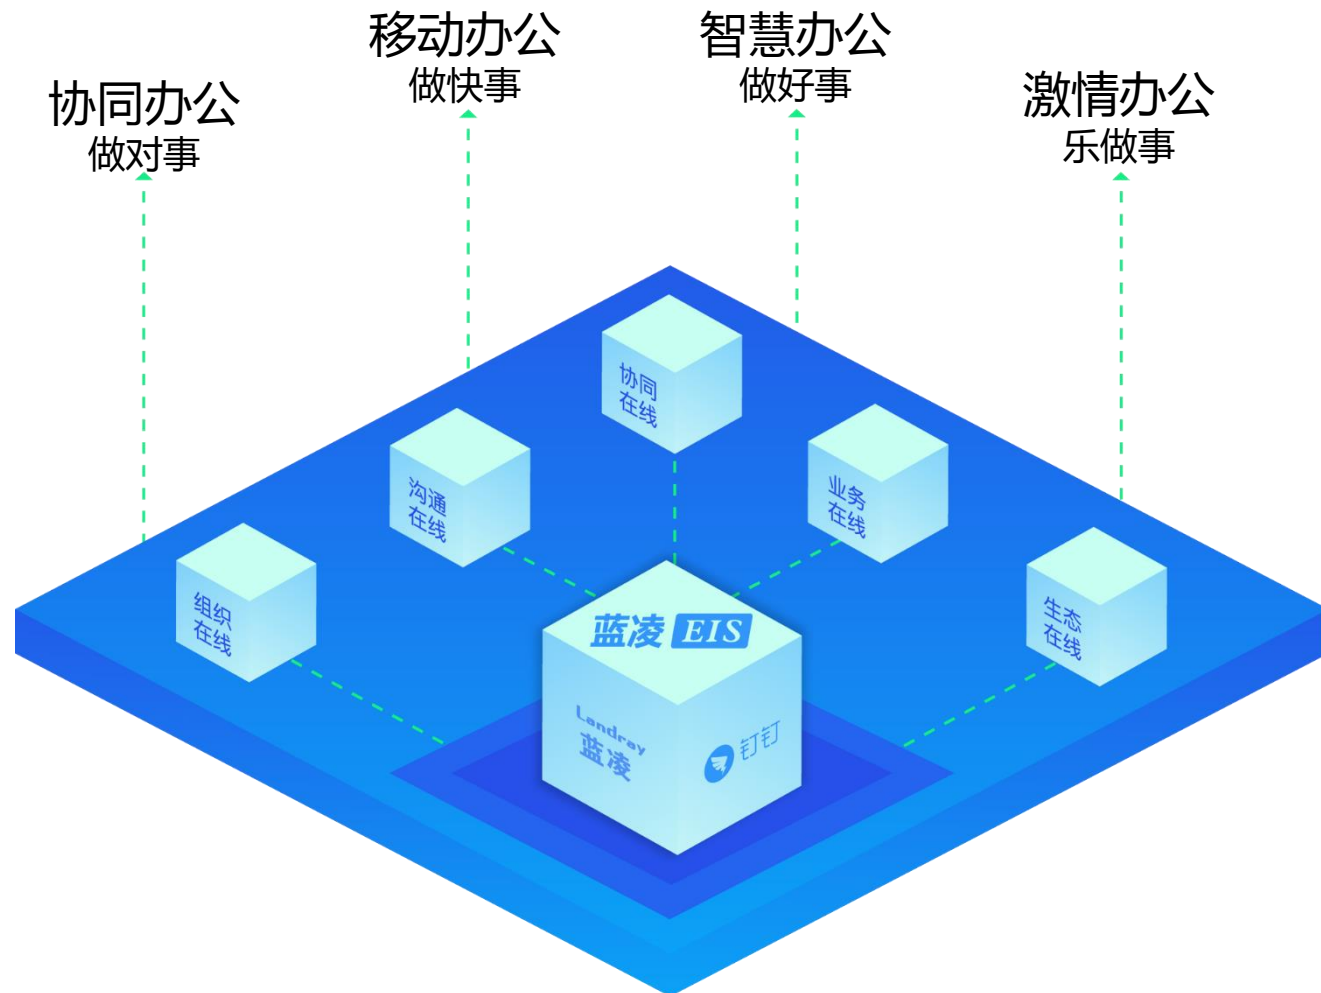 移动办公
做快事
智慧办公
做好事
协同办公
做对事
激情办公
乐做事
协同
在线
沟通
在线
业务
在线
组织
在线
生态
在线
蓝凌 EIS
Landray
蓝凌
钉钉